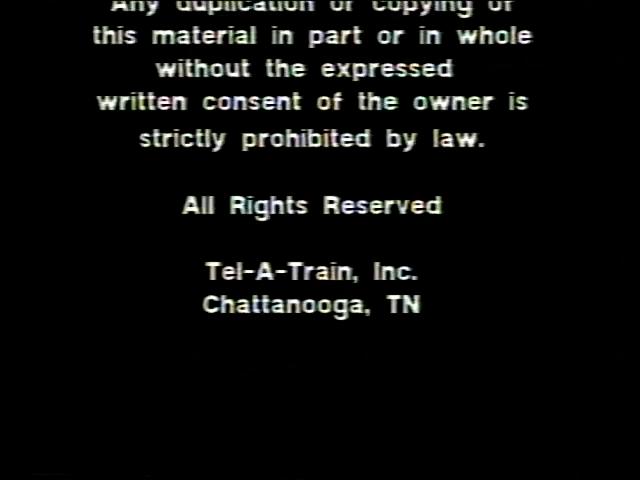 Any duplication or copying of
this material in part or in whole
without the expressed
written consent of the owner is
strictly prohibited by law.
All Rights Reserved
Tel-A-Train, Inc.
Chattanooga, TN